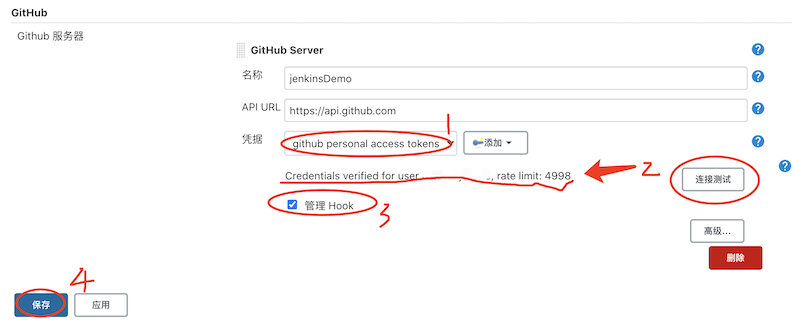 GitHub
Github 服务器
GitHub Server
名称 jenkinsDemo
API URL https://api.github.com
1
凭据 github personal access tokens 添加
Credentials verified for user , rate limit: 4998 2 连接测试
管理 Hook 3
高级...
删除
4
保存 应用